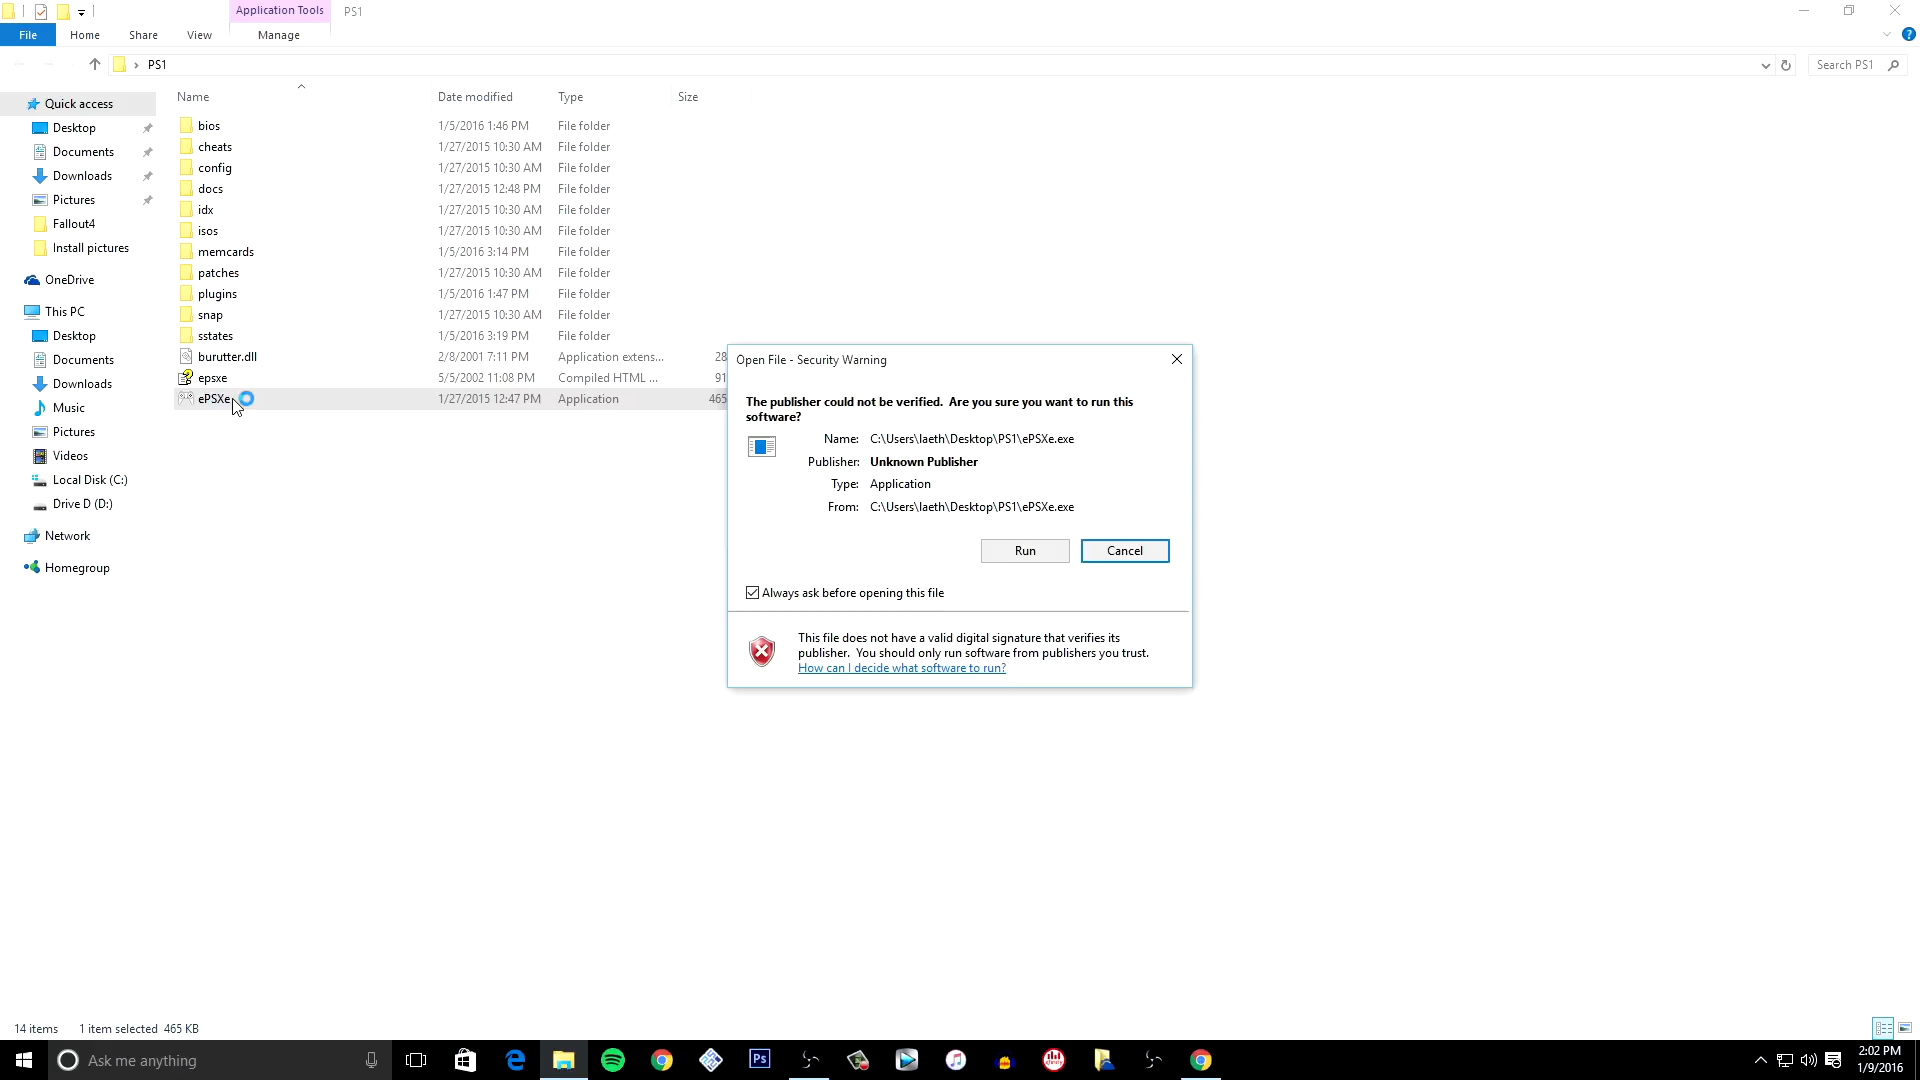 Application Tools PS1
File Home Share View Manage
PS1 Search PS1
Name Date modified Type Size
Quick access
Desktop
Documents
Downloads
Pictures
Fallout4
Install pictures
OneDrive
This PC
Desktop
Documents
Downloads
Music
Pictures
Videos
Local Disk (C:)
Drive D (D:)
Network
Homegroup
bios 1/5/2016 1:46 PM File folder
cheats 1/27/2015 10:30 AM File folder
config 1/27/2015 10:30 AM File folder
docs 1/27/2015 12:48 PM File folder
idx 1/27/2015 10:30 AM File folder
isos 1/27/2015 10:30 AM File folder
memcards 1/5/2016 3:14 PM File folder
patches 1/27/2015 10:30 AM File folder
plugins 1/5/2016 1:47 PM File folder
snap 1/27/2015 10:30 AM File folder
sstates 1/5/2016 3:19 PM File folder
burutter.dll 2/8/2001 7:11 PM Application extens... 28
epsxe 5/5/2002 11:08 PM Compiled HTML ... 91
ePSXe 1/27/2015 12:47 PM Application 465
Open File - Security Warning
The publisher could not be verified. Are you sure you want to run this
software?
Name: C:\Users\laeth\Desktop\PS1\ePSXe.exe
Publisher: Unknown Publisher
Type: Application
From: C:\Users\laeth\Desktop\PS1\ePSXe.exe
Run Cancel
Always ask before opening this file
This file does not have a valid digital signature that verifies its
publisher. You should only run software from publishers you trust.
How can I decide what software to run?
14 items 1 item selected 465 KB
Ask me anything
Ps
xfinity
2:02 PM
1/9/2016